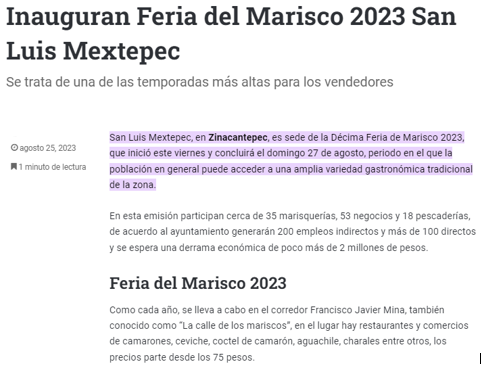 Inauguran Feria del Marisco 2023 San
Luis Mextepec
Se trata de una de las temporadas más altas para los vendedores
agosto 25, 2023
1 minuto de lectura
San Luis Mextepec, en Zinacantepec, es sede de la Décima Feria de Marisco 2023,
que inició este viernes y concluirá el domingo 27 de agosto, periodo en el que la
población en general puede acceder a una amplia variedad gastronómica tradicional
de la zona.
En esta emisión participan cerca de 35 marisquerías, 53 negocios y 18 pescaderías,
de acuerdo al ayuntamiento generarán 200 empleos indirectos y más de 100 directos
y se espera una derrama económica de poco más de 2 millones de pesos.
Feria del Marisco 2023
Como cada año, se lleva a cabo en el corredor Francisco Javier Mina, también
conocido como “La calle de los mariscos”, en el lugar hay restaurantes y comercios
de camarones, ceviche, coctel de camarón, aguachile, charales entre otros, los
precios parte desde los 75 pesos.